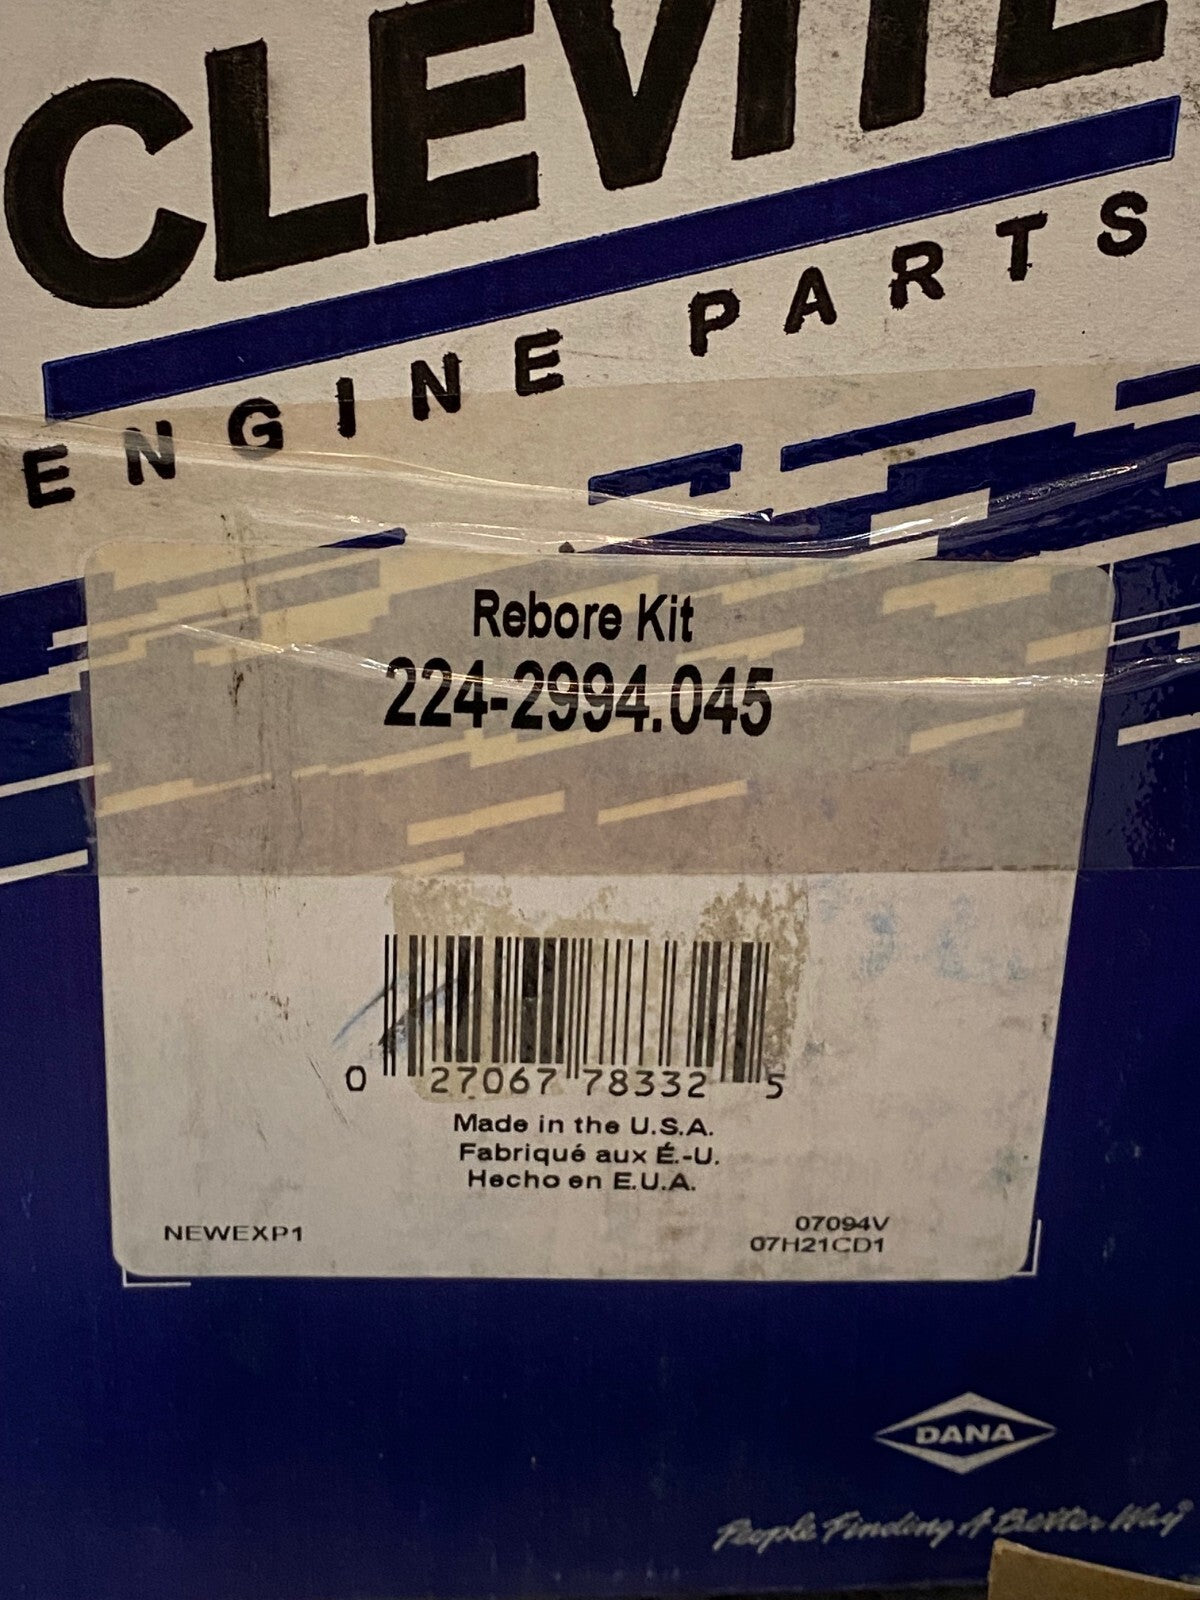 CLEVITE
ENGINE PARTS
Rebore Kit
224-2994.045
0 27067 78332 5
Made in the U.S.A.
Fabriqué aux É.-U.
Hecho en E.U.A.
NEWEXP1
07094V
07H21CD1
DANA
People Finding A Better Way